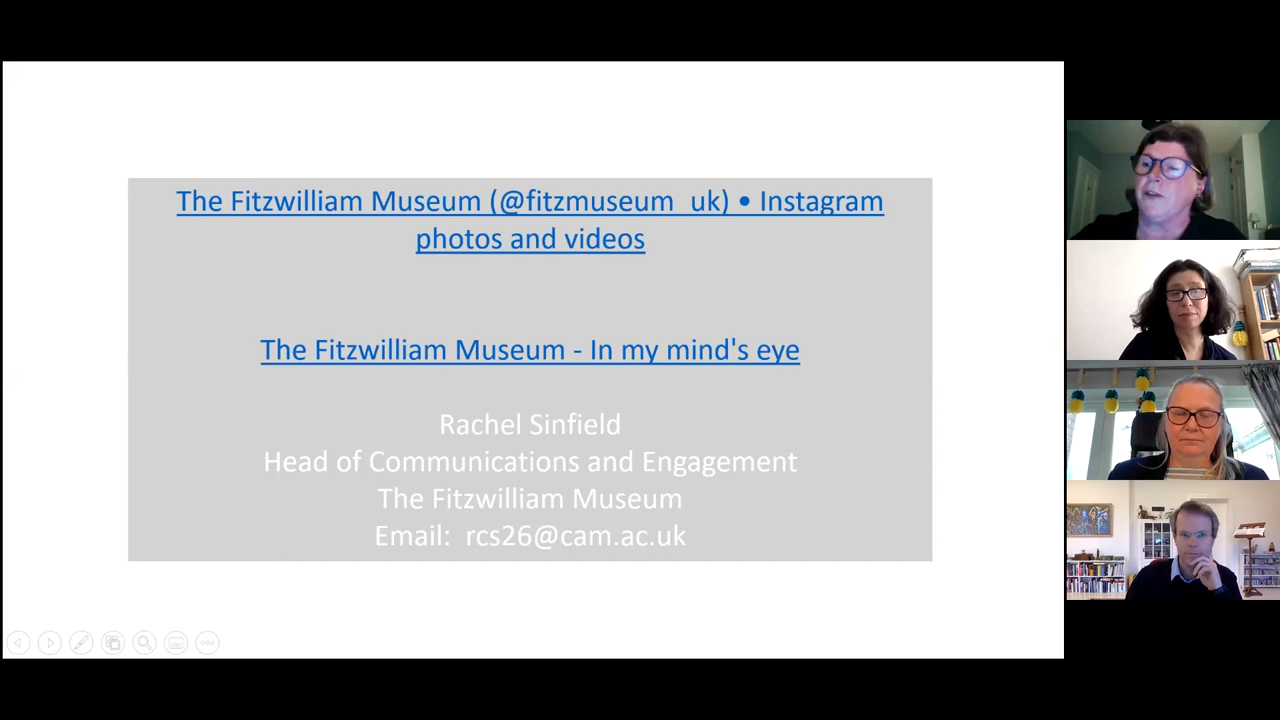 The Fitzwilliam Museum (@fitzmuseum_uk) • Instagram
photos and videos
The Fitzwilliam Museum - In my mind's eye
Rachel Sinfield
Head of Communications and Engagement
The Fitzwilliam Museum
Email: rcs26@cam.ac.uk